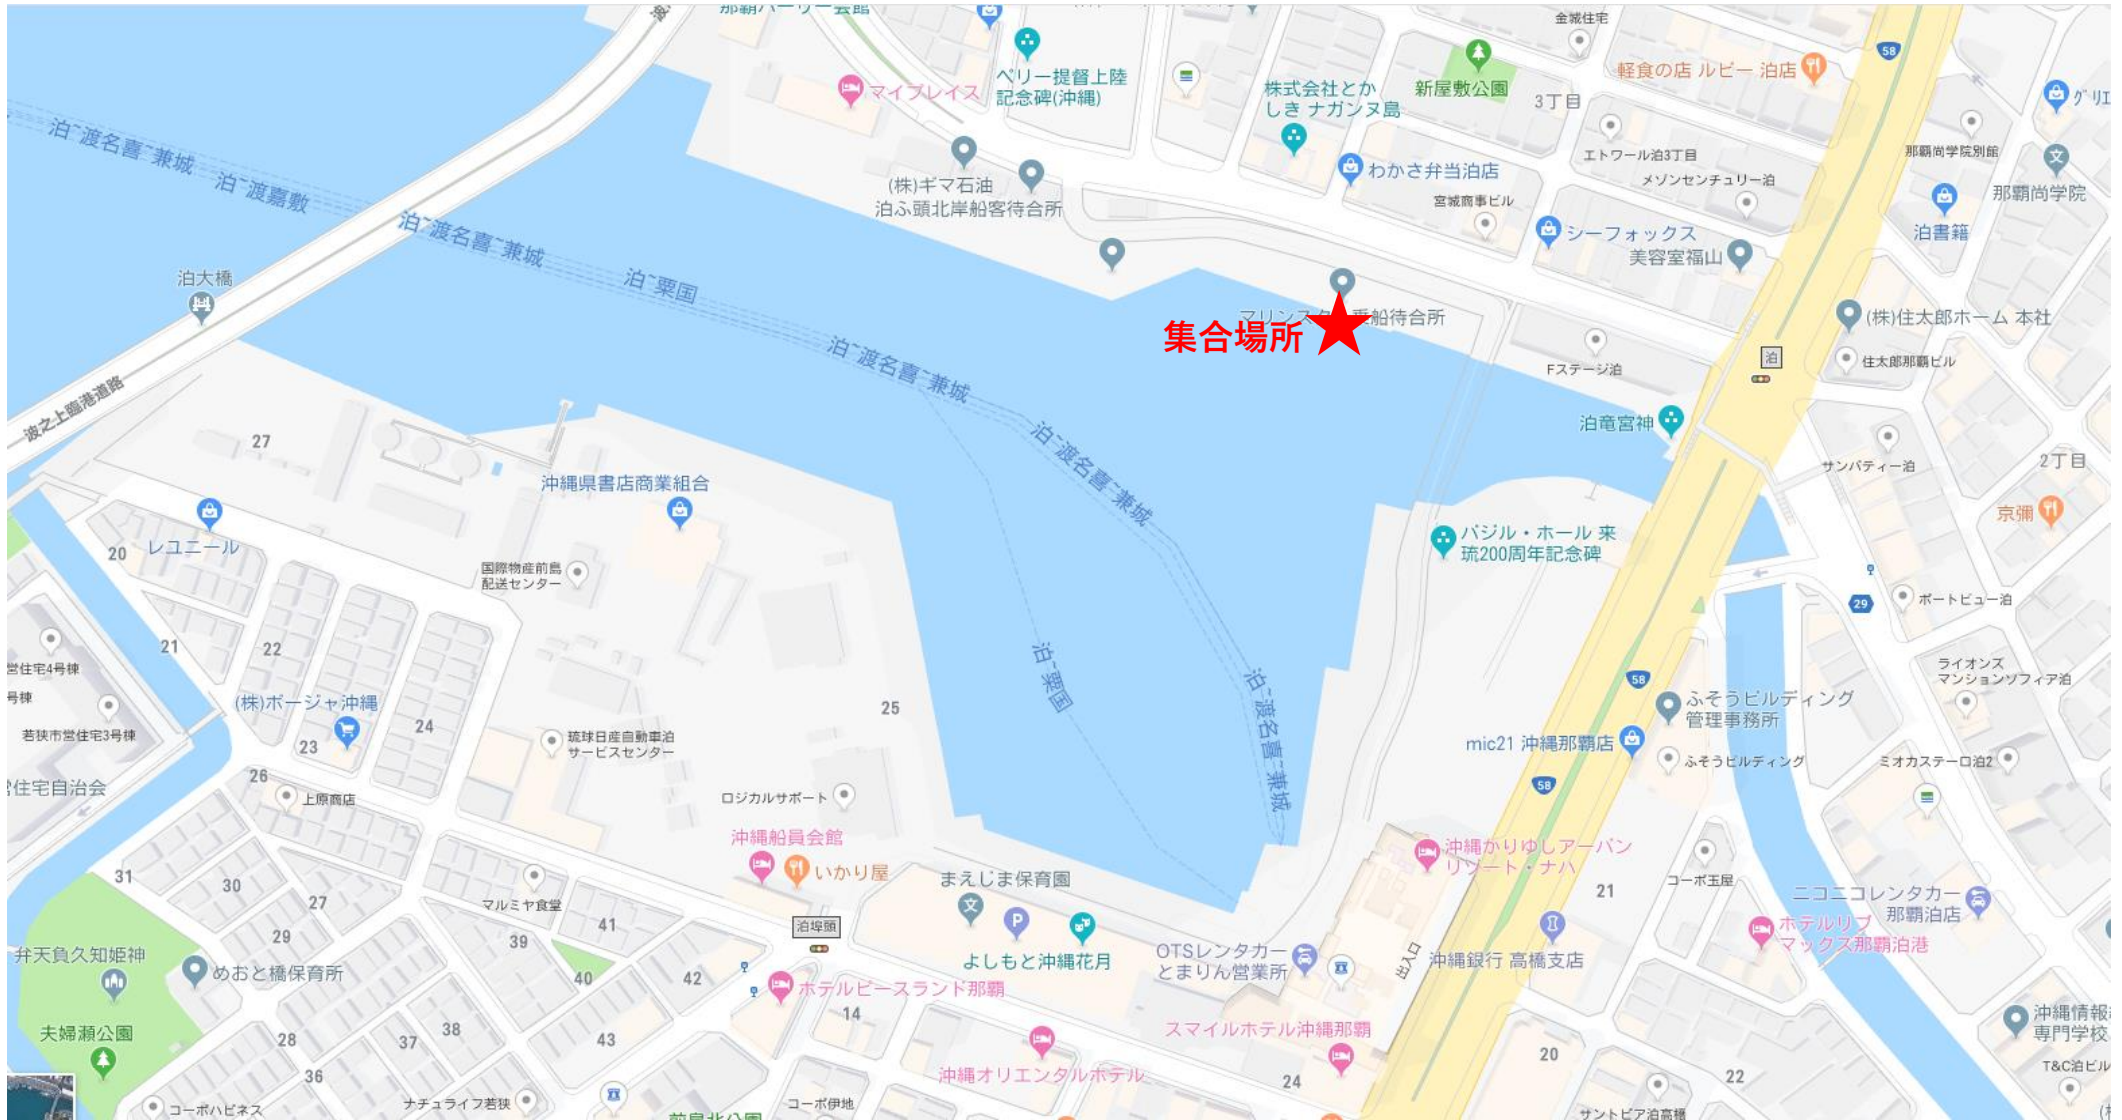 那覇ハーリー会館
金城住宅
58
ペリー提督上陸
記念碑(沖縄)
マイプレイス
株式会社とか
しき ナガンヌ島
新屋敷公園
3丁目
軽食の店 ルビー 泊店
エトワール泊3丁目
メゾンセンチュリー泊
那覇尚学院別館
那覇尚学院
泊書籍
わかさ弁当泊店
宮城商事ビル
シーフォックス
美容室福山
(株)ギマ石油
泊ふ頭北岸船客待合所
泊~渡名喜~兼城
泊~渡嘉敷
泊~渡名喜~兼城
泊~粟国
泊~渡名喜~兼城
泊~渡名喜~兼城
泊~粟国
泊~渡名喜~兼城
泊大橋
波之上臨港道路
集合場所
Fステージ泊
泊
(株)住太郎ホーム 本社
住太郎那覇ビル
泊竜宮神
サンパティー泊
2丁目
京彌
バジル・ホール 来
琉200周年記念碑
29
ポートビュー泊
ライオンズ
マンションソフィア泊
58
ふそうビルディング
管理事務所
mic21 沖縄那覇店
ふそうビルディング
ミオカステーロ泊2
58
27
沖縄県書店商業組合
レユニール
20
国際物産前島
配送センター
21
22
営住宅4号棟
号棟
若狭市営住宅3号棟
(株)ボージャ沖縄
24
23
琉球日産自動車泊
サービスセンター
25
26
上原商店
ロジカルサポート
沖縄船員会館
いかり屋
まえじま保育園
よしもと沖縄花月
泊埠頭
マルミヤ食堂
31
30
27
29
41
39
40
42
弁天負久知姫神
めおと橋保育所
夫婦瀬公園
28
37
38
43
36
コーポハビネス
ナチュライフ若狭
ホテルピースランド那覇
14
沖縄オリエンタルホテル
コーポ伊地
前島北公園
OTSレンタカー
とまりん営業所
出入口
スマイルホテル沖縄那覇
24
沖縄かりゆしアーバン
リゾート・ナハ
21
沖縄銀行 高橋支店
コーポ玉屋
ニコニコレンタカー
那覇泊店
ホテルリブ
マックス那覇泊港
20
22
サントピア泊高橋
沖縄情報
専門学校
T&C泊ビル